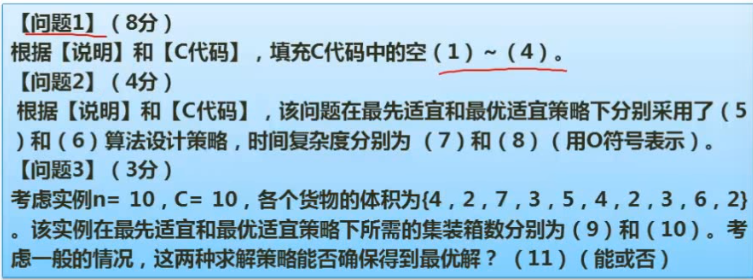 【问题1】（8分）
根据【说明】和【C代码】，填充C代码中的空（1）～（4）。
【问题2】（4分）
根据【说明】和【C代码】，该问题在最先适宜和最优适宜策略下分别采用了（5
）和（6）算法设计策略，时间复杂度分别为 （7）和（8）（用O符号表示）。
【问题3】（3分）
考虑实例n= 10，C= 10，各个货物的体积为{4，2，7，3，5，4，2，3，6，2}
。该实例在最先适宜和最优适宜策略下所需的集装箱数分别为（9）和（10）。考
虑一般的情况，这两种求解策略能否确保得到最优解？ （11）（能或否）